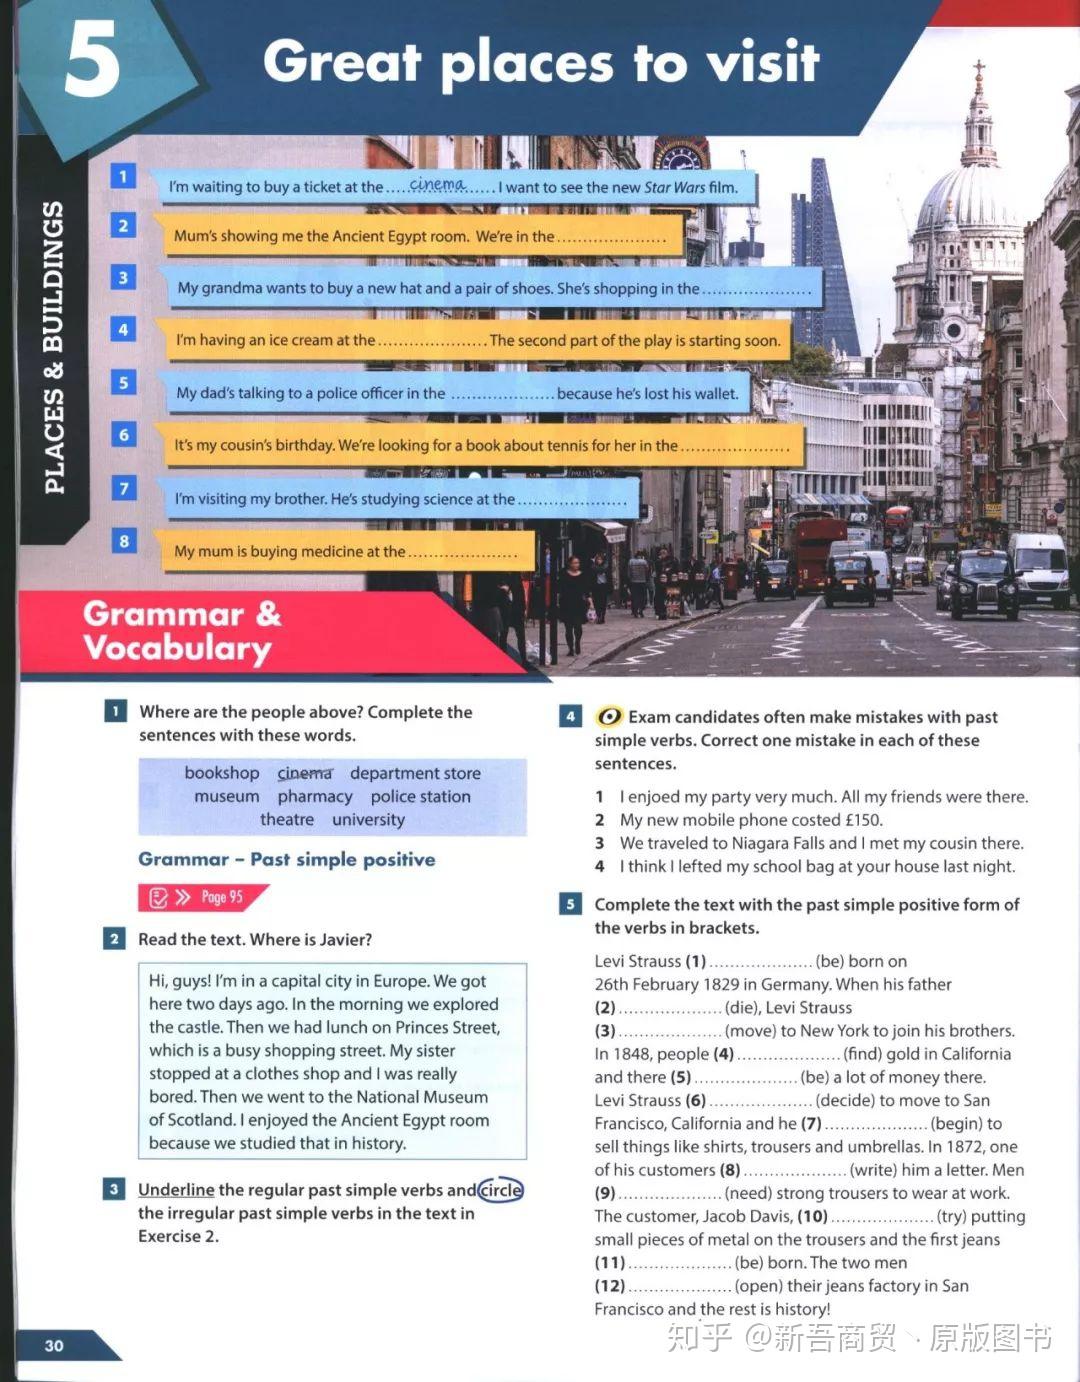 5
Great places to visit
PLACES & BUILDINGS
1 I'm waiting to buy a ticket at the ....cinema...... I want to see the new Star Wars film.
2 Mum's showing me the Ancient Egypt room. We're in the .....................
3 My grandma wants to buy a new hat and a pair of shoes. She's shopping in the .....................
4 I'm having an ice cream at the ..................... The second part of the play is starting soon.
5 My dad's talking to a police officer in the ..................... because he's lost his wallet.
6 It's my cousin's birthday. We're looking for a book about tennis for her in the .....................
7 I'm visiting my brother. He's studying science at the .....................
8 My mum is buying medicine at the .....................
Grammar &
Vocabulary
1 Where are the people above? Complete the
sentences with these words.
bookshop cinema department store
museum pharmacy police station
theatre university
Grammar – Past simple positive
Page 95
2 Read the text. Where is Javier?
Hi, guys! I'm in a capital city in Europe. We got
here two days ago. In the morning we explored
the castle. Then we had lunch on Princes Street,
which is a busy shopping street. My sister
stopped at a clothes shop and I was really
bored. Then we went to the National Museum
of Scotland. I enjoyed the Ancient Egypt room
because we studied that in history.
3 Underline the regular past simple verbs and circle
the irregular past simple verbs in the text in
Exercise 2.
4 Exam candidates often make mistakes with past
simple verbs. Correct one mistake in each of these
sentences.
1 I enjoed my party very much. All my friends were there.
2 My new mobile phone costed £150.
3 We traveled to Niagara Falls and I met my cousin there.
4 I think I lefted my school bag at your house last night.
5 Complete the text with the past simple positive form of
the verbs in brackets.
Levi Strauss (1) ..................... (be) born on
26th February 1829 in Germany. When his father
(2) ..................... (die), Levi Strauss
(3) ..................... (move) to New York to join his brothers.
In 1848, people (4) ..................... (find) gold in California
and there (5) ..................... (be) a lot of money there.
Levi Strauss (6) ..................... (decide) to move to San
Francisco, California and he (7) ..................... (begin) to
sell things like shirts, trousers and umbrellas. In 1872, one
of his customers (8) ..................... (write) him a letter. Men
(9) ..................... (need) strong trousers to wear at work.
The customer, Jacob Davis, (10) ..................... (try) putting
small pieces of metal on the trousers and the first jeans
(11) ..................... (be) born. The two men
(12) ..................... (open) their jeans factory in San
Francisco and the rest is history!
30
知乎 @新吾商贸丶原版图书